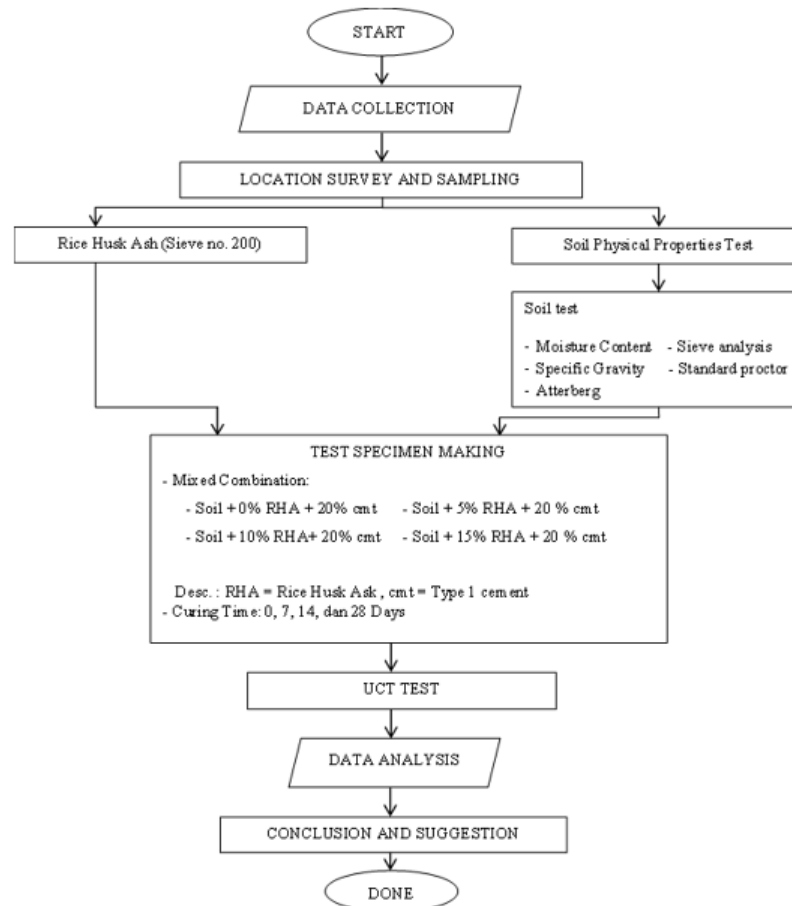 START
DATA COLLECTION
LOCATION SURVEY AND SAMPLING
Rice Husk Ash (Sieve no. 200)
Soil Physical Properties Test
Soil test
- Moisture Content - Sieve analysis
- Specific Gravity - Standard proctor
- Atterberg
TEST SPECIMEN MAKING
- Mixed Combination:
- Soil + 0% RHA + 20% cmt - Soil + 5% RHA + 20 % cmt
- Soil + 10% RHA+ 20% cmt - Soil + 15% RHA + 20 % cmt
Desc. : RHA = Rice Husk Ask , cmt = Type 1 cement
- Curing Time: 0, 7, 14, dan 28 Days
UCT TEST
DATA ANALYSIS
CONCLUSION AND SUGGESTION
DONE